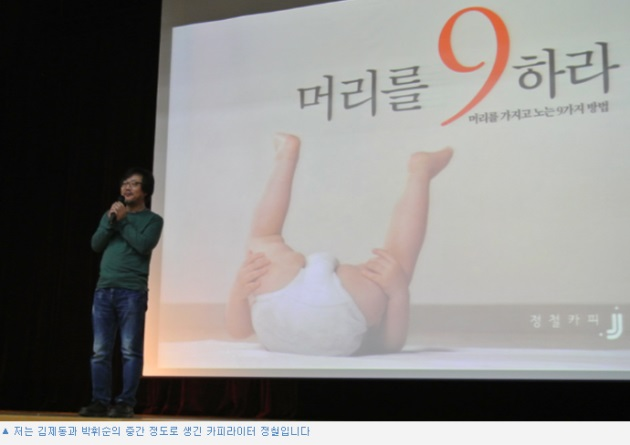 머리를 9하라
머리를 가지고 노는 9가지 방법
정철카피 .jj
▲ 저는 김제동과 박휘순의 중간 정도로 생긴 카피라이터 정철입니다